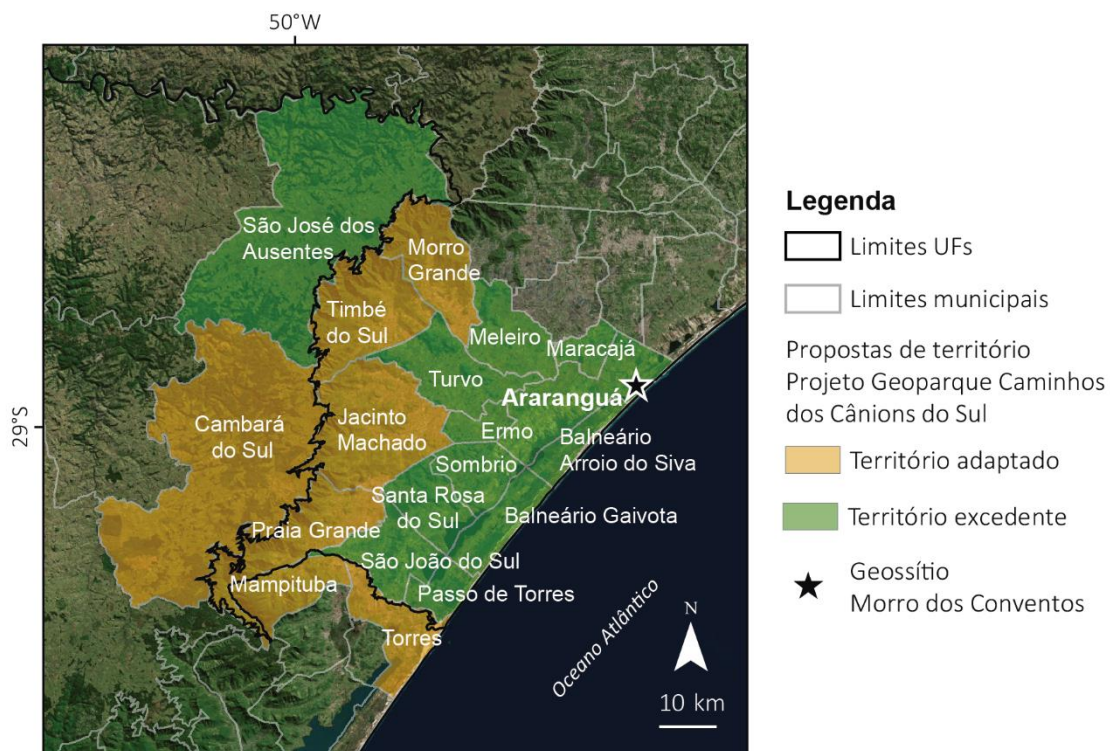 50°W
29°S
São José dos
Ausentes
Morro
Grande
Timbé
do Sul
Meleiro
Maracajá
Turvo
Araranguá
Cambará
do Sul
Jacinto
Machado
Ermo
Balneário
Arroio do Siva
Sombrio
Santa Rosa
do Sul
Balneário Gaivota
Praia Grande
São João do Sul
Mampituba
Passo de Torres
Torres
Oceano Atlântico
N
10 km
Legenda
Limites UFs
Limites municipais
Propostas de território
Projeto Geoparque Caminhos
dos Cânions do Sul
Território adaptado
Território excedente
Geossítio
Morro dos Conventos